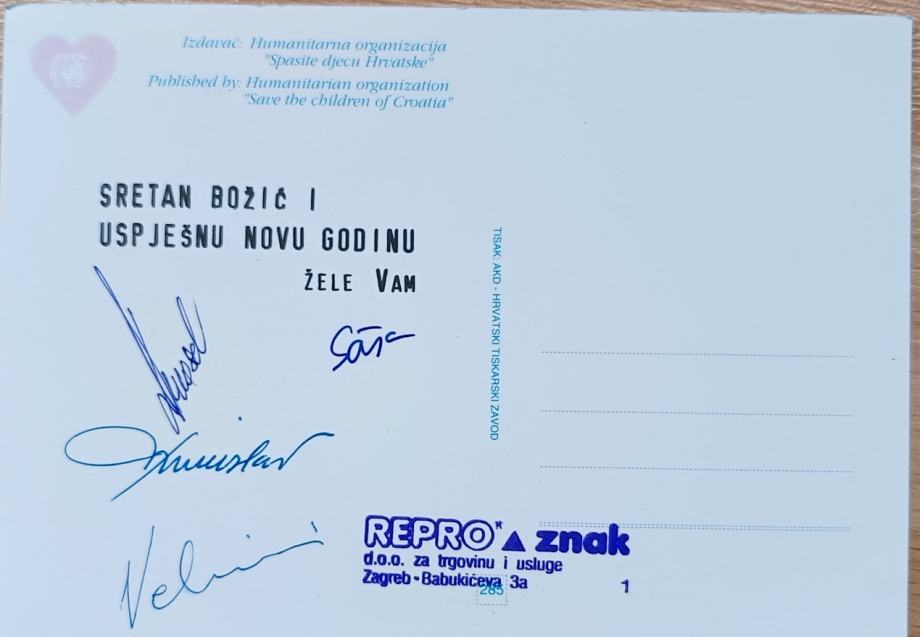 Izdavač: Humanitarna organizacija
"Spasite djecu Hrvatske"
Published by: Humanitarian organization
"Save the children of Croatia"
SRETAN BOŽIĆ I
USPJEŠNU NOVU GODINU
ŽELE VAM
Saša
TISAK: AKD - HRVATSKI TISKARSKI ZAVOD
REPRO znak
d.o.o. za trgovinu i usluge
Zagreb - Babukićeva 3a
1
285